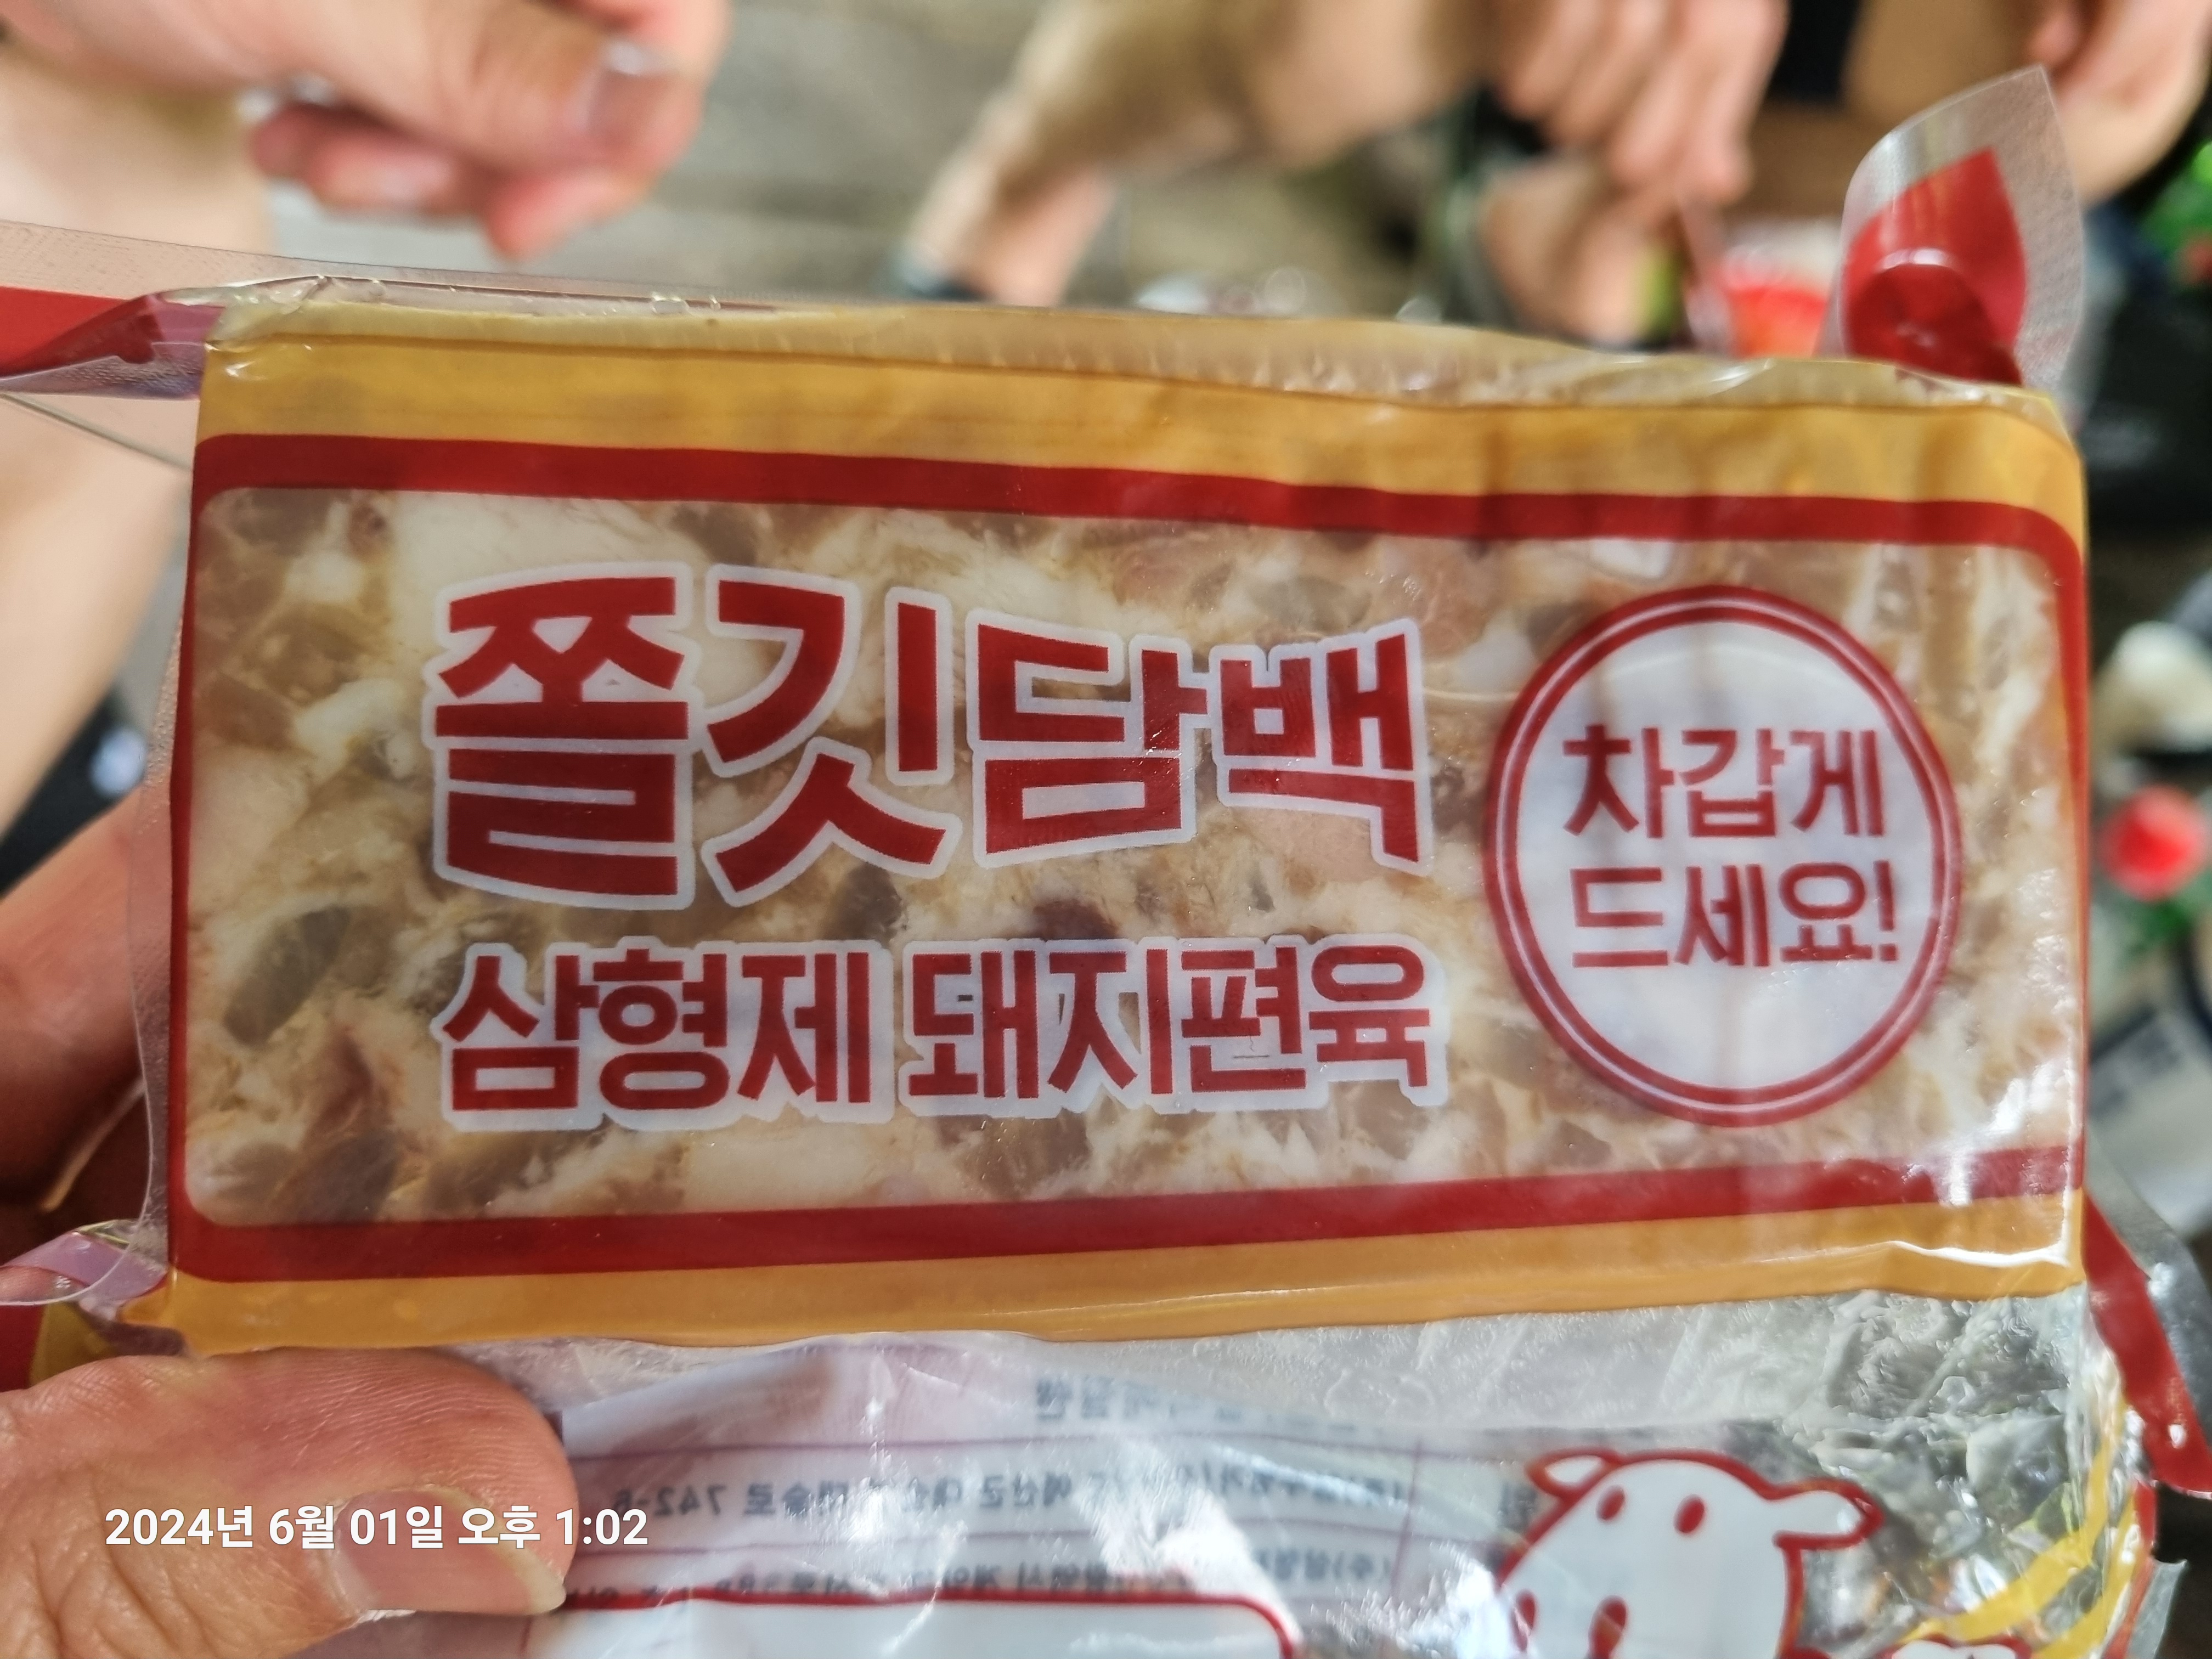 쫄깃담백
삼형제 돼지편육
차갑게
드세요!
2024년 6월 01일 오후 1:02